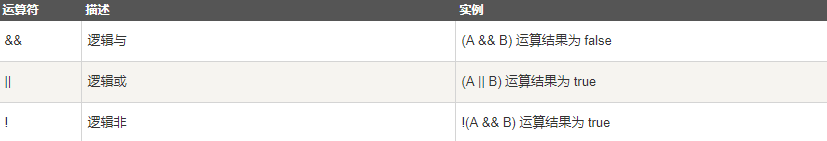 运算符 描述 实例
&& 逻辑与 (A && B) 运算结果为 false
|| 逻辑或 (A || B) 运算结果为 true
! 逻辑非 !(A && B) 运算结果为 true